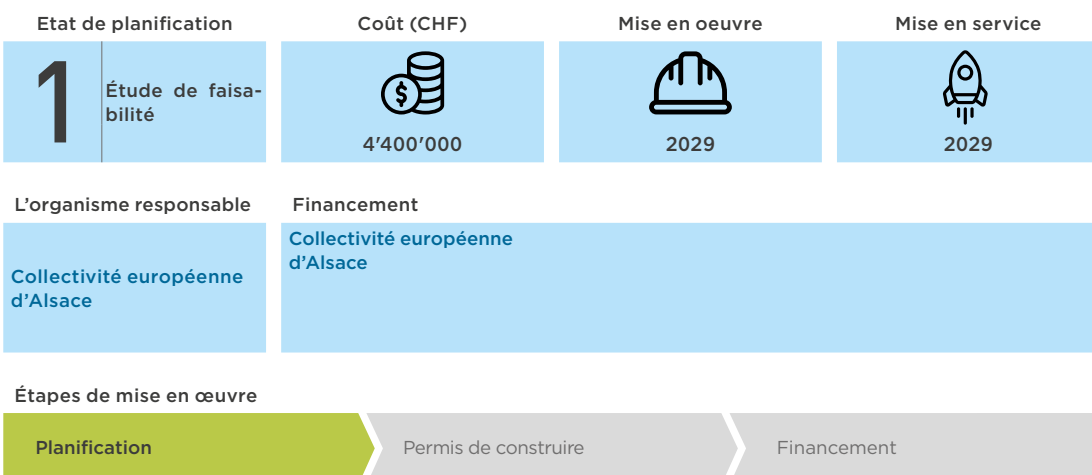 Etat de planification
Coût (CHF)
Mise en oeuvre
Mise en service
1
Étude de faisa-
bilité
$
4'400'000
2029
2029
L'organisme responsable
Financement
Collectivité européenne
d'Alsace
Collectivité européenne
d'Alsace
Étapes de mise en œuvre
Planification
Permis de construire
Financement